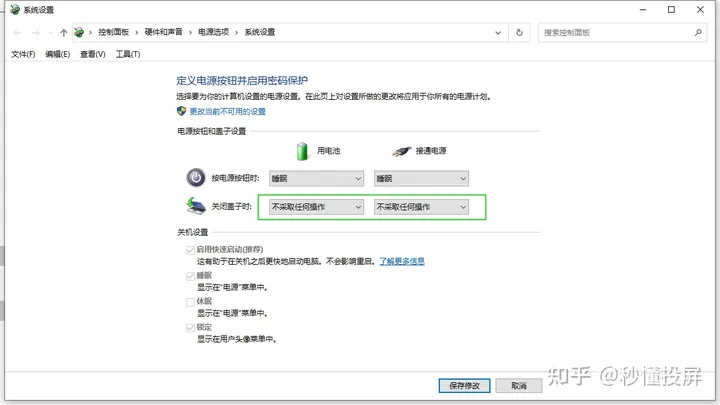 系统设置
控制面板 > 硬件和声音 > 电源选项 > 系统设置
搜索控制面板
文件(F) 编辑(E) 查看(V) 工具(T)
定义电源按钮并启用密码保护
选择要为你的计算机设置的电源设置。在此页上对设置所做的更改将应用于你所有的电源计划。
更改当前不可用的设置
电源按钮和盖子设置
用电池 接通电源
按电源按钮时: 睡眠 睡眠
关闭盖子时: 不采取任何操作 不采取任何操作
关机设置
启用快速启动(推荐)
这有助于在关机之后更快地启动电脑。不会影响重启。了解更多信息
睡眠
显示在"电源"菜单中。
休眠
显示在"电源"菜单中。
锁定
显示在用户头像菜单中。
保存修改 取消
知乎 @秒懂投屏